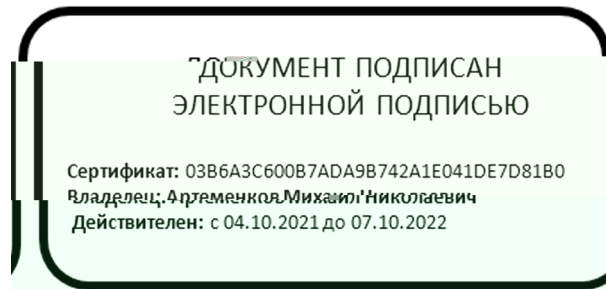 ДОКУМЕНТ ПОДПИСАН
ЭЛЕКТРОННОЙ ПОДПИСЬЮ
Сертификат: 03B6A3C600B7ADA9B742A1E041DE7D81B0
Владелец: Артеменков Михаил Николаевич
Действителен: с 04.10.2021 до 07.10.2022